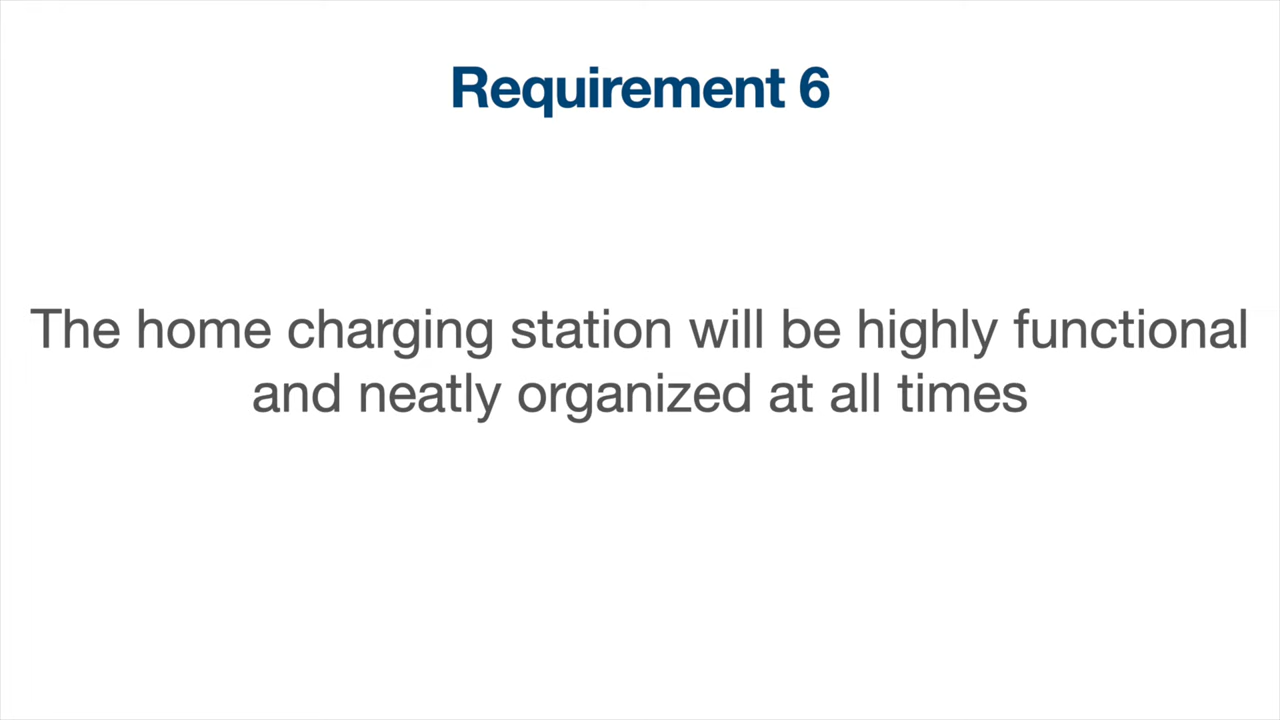 Requirement 6
The home charging station will be highly functional
and neatly organized at all times